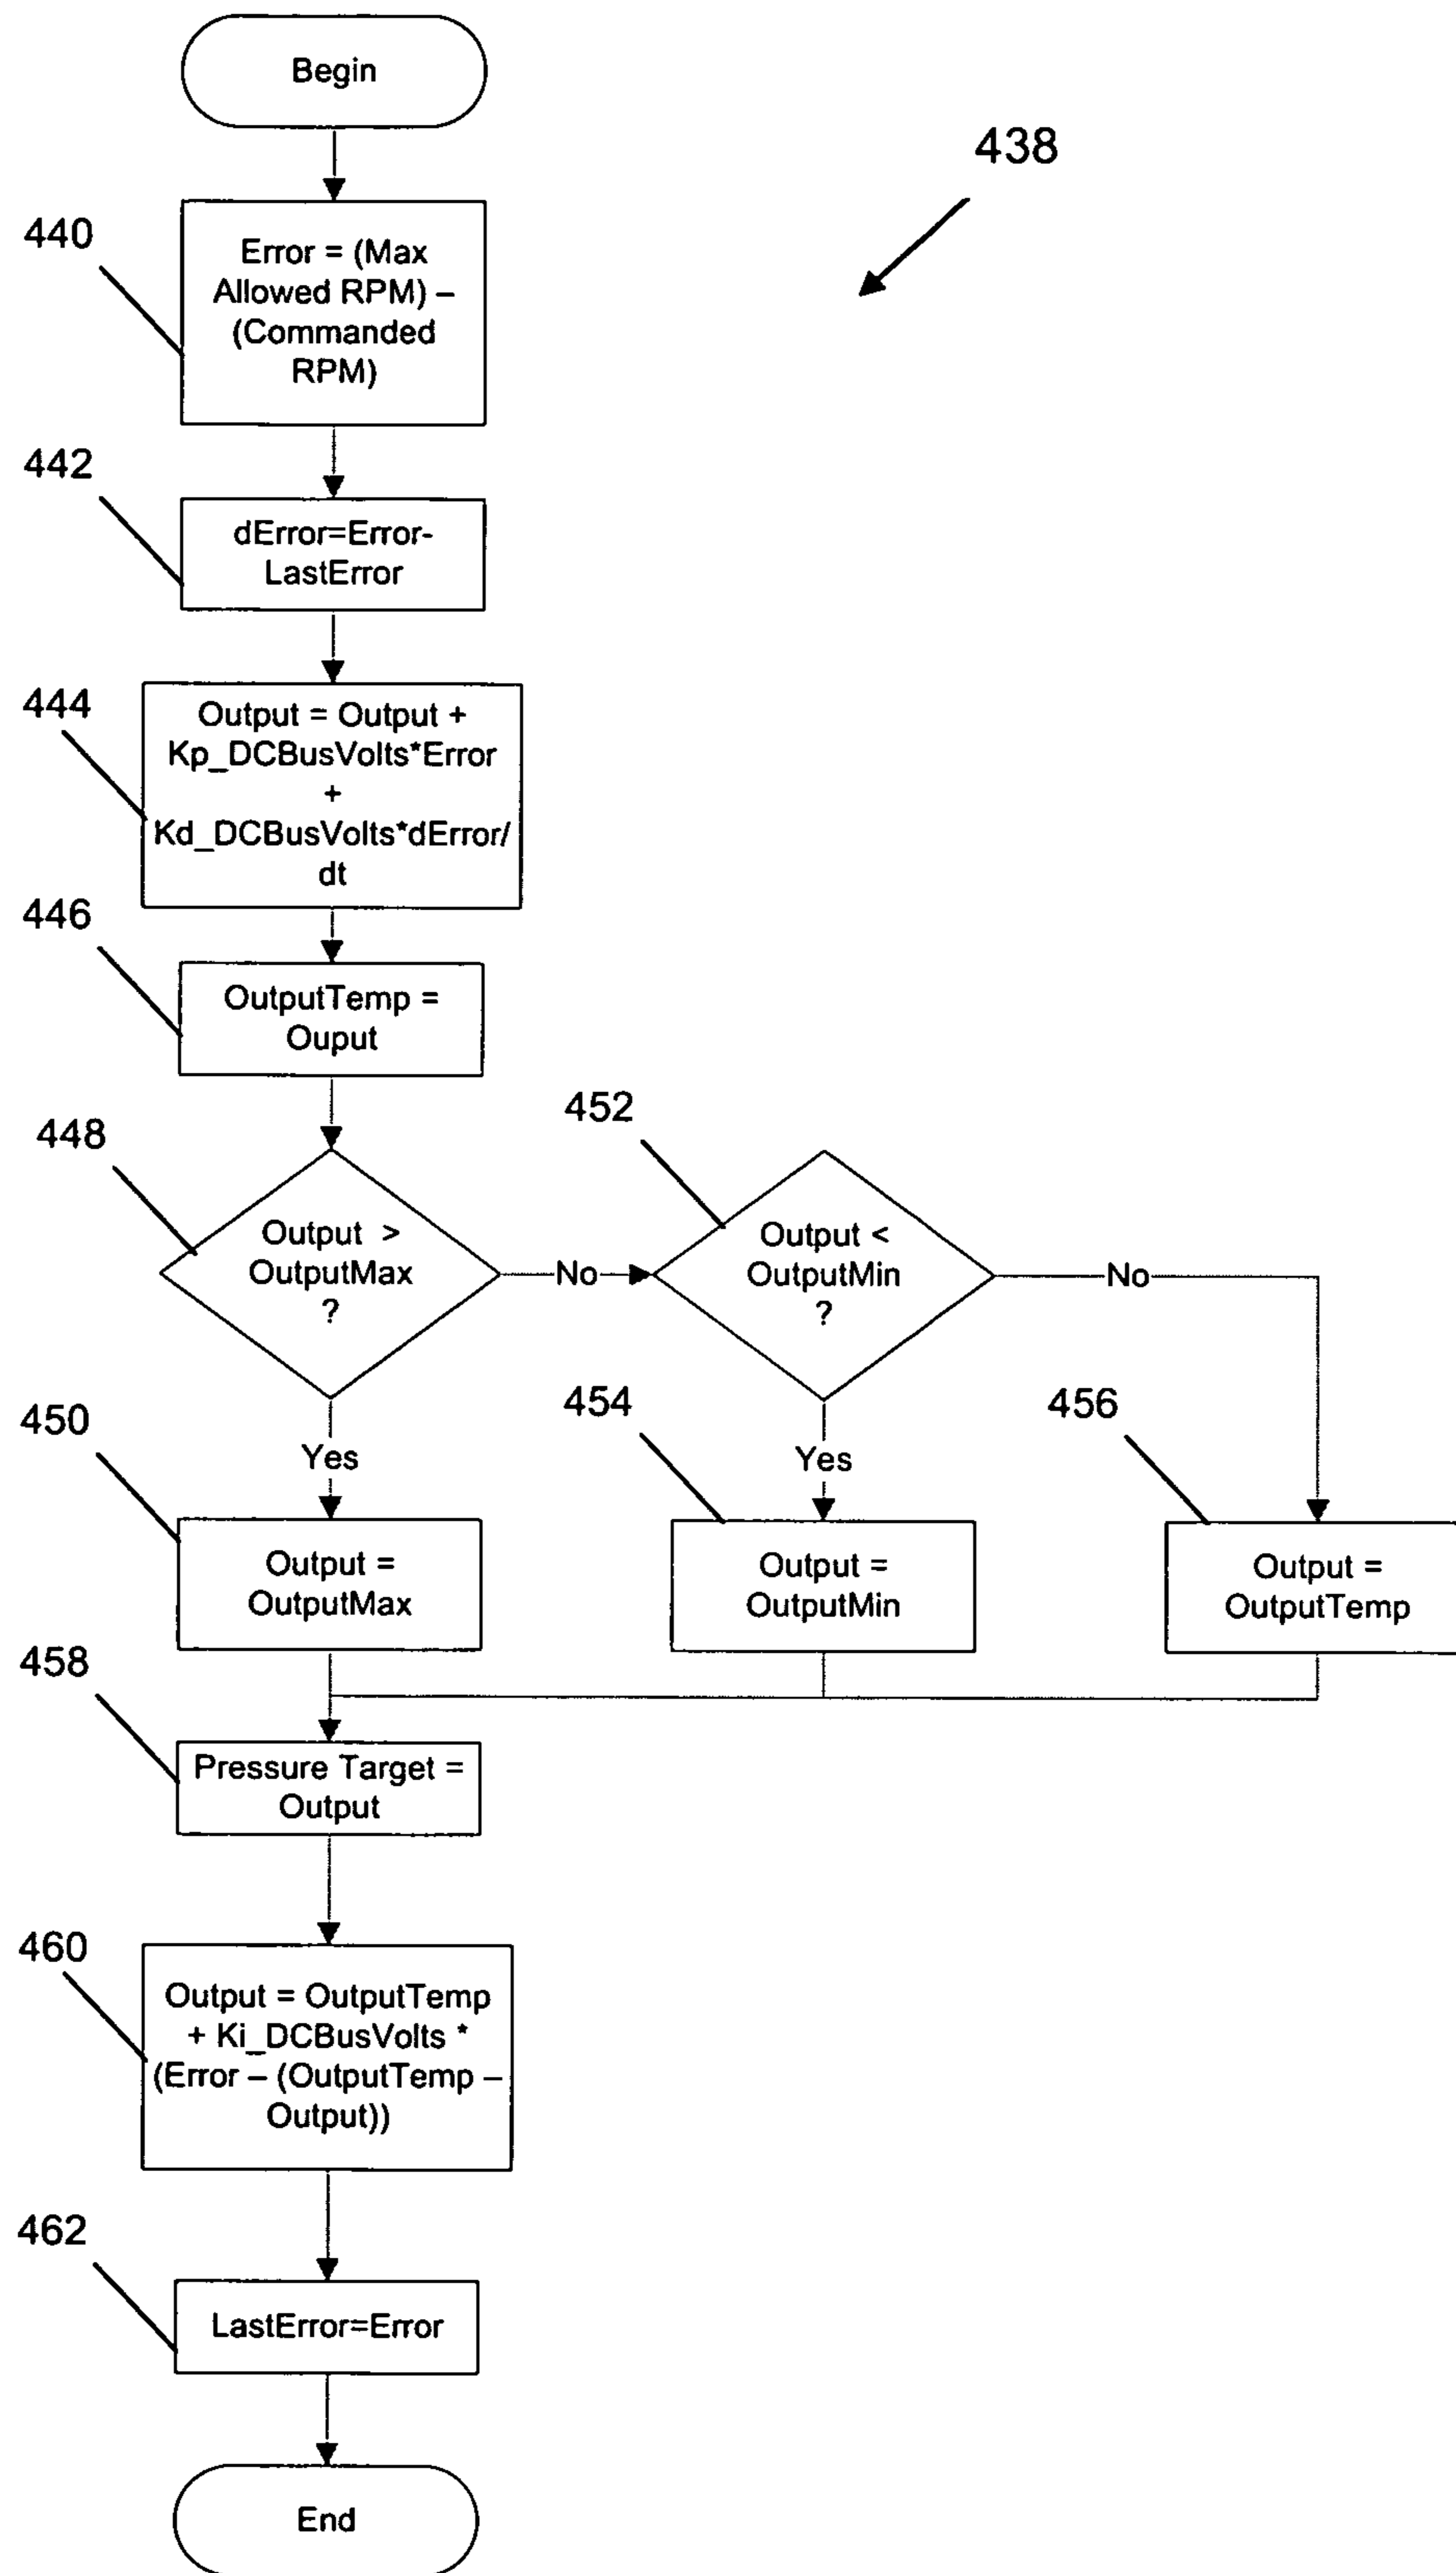 Begin
438
440
Error = (Max
Allowed RPM) –
(Commanded
RPM)
442
dError=Error-
LastError
444
Output = Output +
Kp_DCBusVolts*Error
+
Kd_DCBusVolts*dError/
dt
446
OutputTemp =
Ouput
448
Output >
OutputMax
?
No
452
Output <
OutputMin
?
No
Yes
Yes
450
Output =
OutputMax
454
Output =
OutputMin
456
Output =
OutputTemp
458
Pressure Target =
Output
460
Output = OutputTemp
+ Ki_DCBusVolts *
(Error – (OutputTemp –
Output))
462
LastError=Error
End